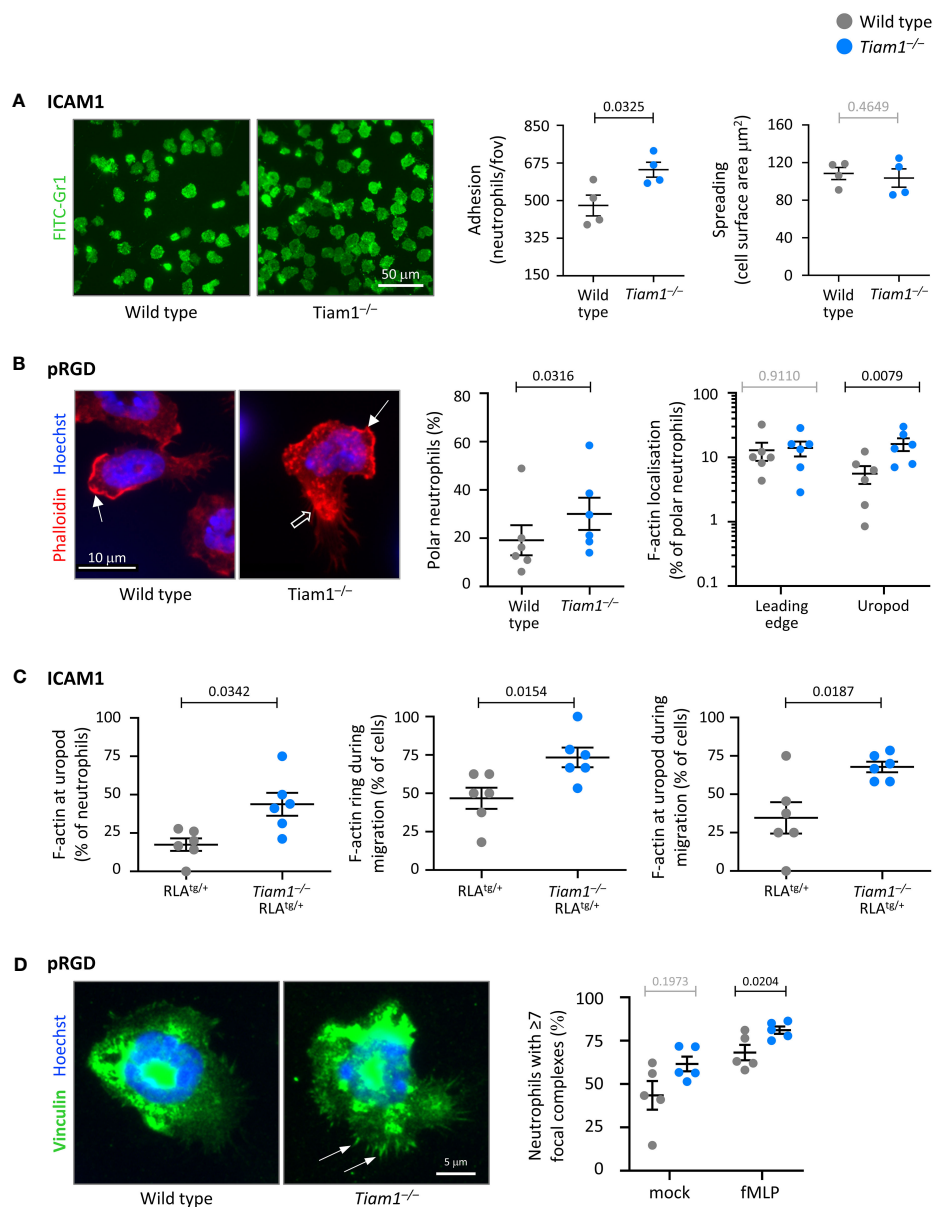 Wild type
Tiam1–/–
A
ICAM1
FITC-Gr1
50 μm
Wild type
Tiam1–/–
0.0325
Adhesion
(neutrophils/fov)
850
675
500
325
150
Wild
type
Tiam1–/–
0.4649
Spreading
(cell surface area μm²)
160
120
80
40
0
Wild
type
Tiam1–/–
B
pRGD
Phalloidin Hoechst
10 μm
Wild type
Tiam1–/–
0.0316
Polar neutrophils (%)
80
60
40
20
0
Wild
type
Tiam1–/–
0.9110
0.0079
F-actin localisation
(% of polar neutrophils)
100
10
1
0.1
Leading
edge
Uropod
C
ICAM1
0.0342
F-actin at uropod
(% of neutrophils)
100
75
50
25
0
RLAtg/+
Tiam1–/–
RLAtg/+
0.0154
F-actin ring during
migration (% of cells)
100
75
50
25
0
RLAtg/+
Tiam1–/–
RLAtg/+
0.0187
F-actin at uropod during
migration (% of cells)
100
75
50
25
0
RLAtg/+
Tiam1–/–
RLAtg/+
D
pRGD
Vinculin Hoechst
5 μm
Wild type
Tiam1–/–
0.1973
0.0204
Neutrophils with ≥7
focal complexes (%)
100
75
50
25
0
mock
fMLP